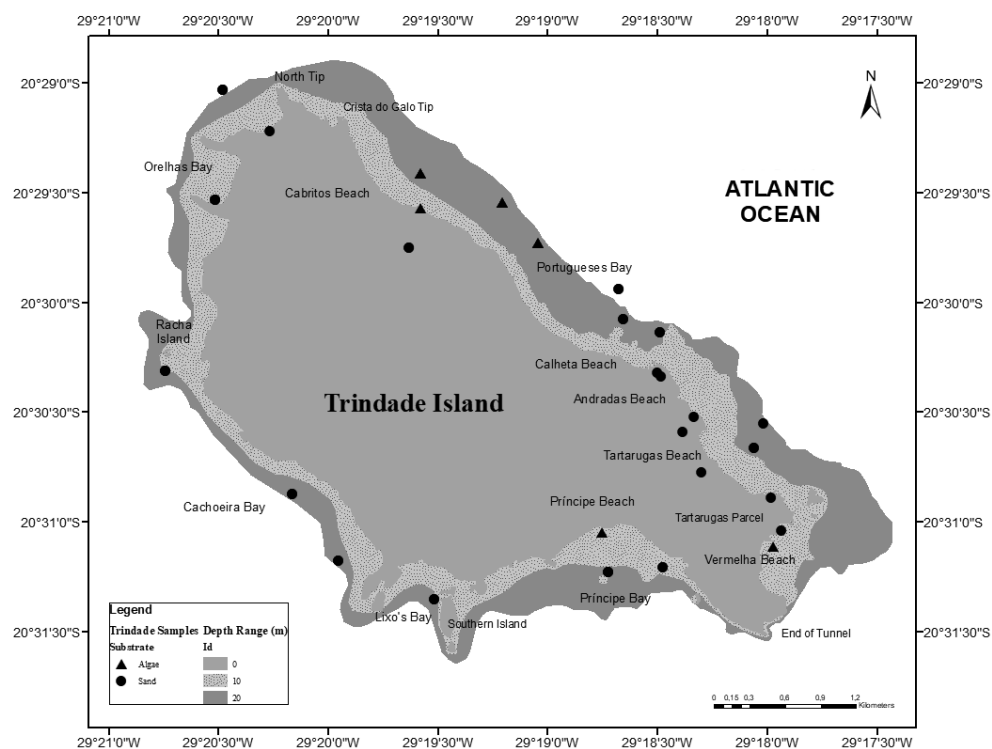 29°21'0"W 29°20'30"W 29°20'0"W 29°19'30"W 29°19'0"W 29°18'30"W 29°18'0"W 29°17'30"W
20°29'0"S 20°29'0"S
North Tip
N
Crista do Galo Tip
Orelhas Bay
20°29'30"S 20°29'30"S
Cabritos Beach
ATLANTIC
OCEAN
Portugueses Bay
20°30'0"S 20°30'0"S
Racha
Island
Calheta Beach
Trindade Island
Andradas Beach
20°30'30"S 20°30'30"S
Tartarugas Beach
Cachoeira Bay
Príncipe Beach
20°31'0"S 20°31'0"S
Tartarugas Parcel
Vermelha Beach
Príncipe Bay
Lixo's Bay
Southern Island
20°31'30"S 20°31'30"S
End of Tunnel
Legend
Trindade Samples Depth Range (m)
Substrate Id
Algae 0
Sand 10
20
0 0,15 0,3 0,6 0,9 1,2
Kilometers
29°21'0"W 29°20'30"W 29°20'0"W 29°19'30"W 29°19'0"W 29°18'30"W 29°18'0"W 29°17'30"W